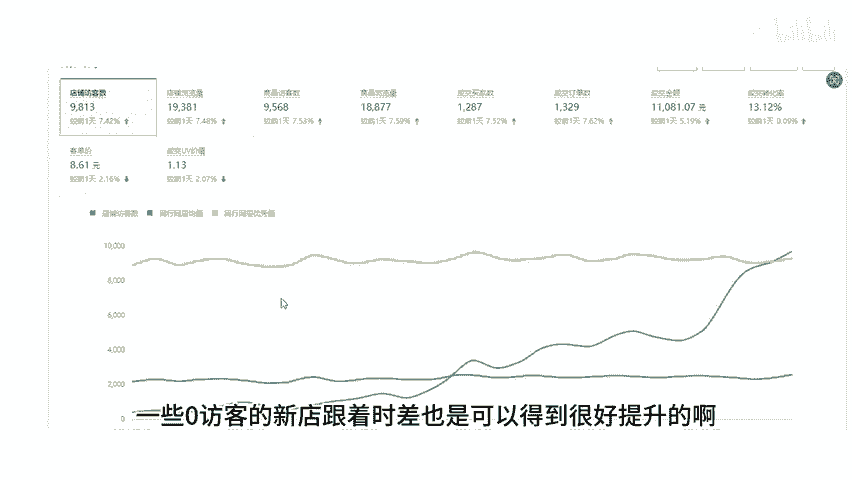 bilibili
店铺访客数 店铺浏览量 商品访客数 商品浏览量 成交买家数 成交订单数 成交金额 成交转化率
9,813 19,381 9,568 18,877 1,287 1,329 11,081.07 元 13.12%
较前1天 7.42% 较前1天 7.48% 较前1天 7.53% 较前1天 7.59% 较前1天 7.52% 较前1天 7.62% 较前1天 5.19% 较前1天 0.09%
客单价 成交UV价值
8.61 元 1.13
较前1天 2.16% 较前1天 2.07%
店铺访客数 同行同层均值 同行同层优秀值
10,000
8,000
6,000
4,000
2,000
0
一些0访客的新店跟着时差也是可以得到很好提升的啊